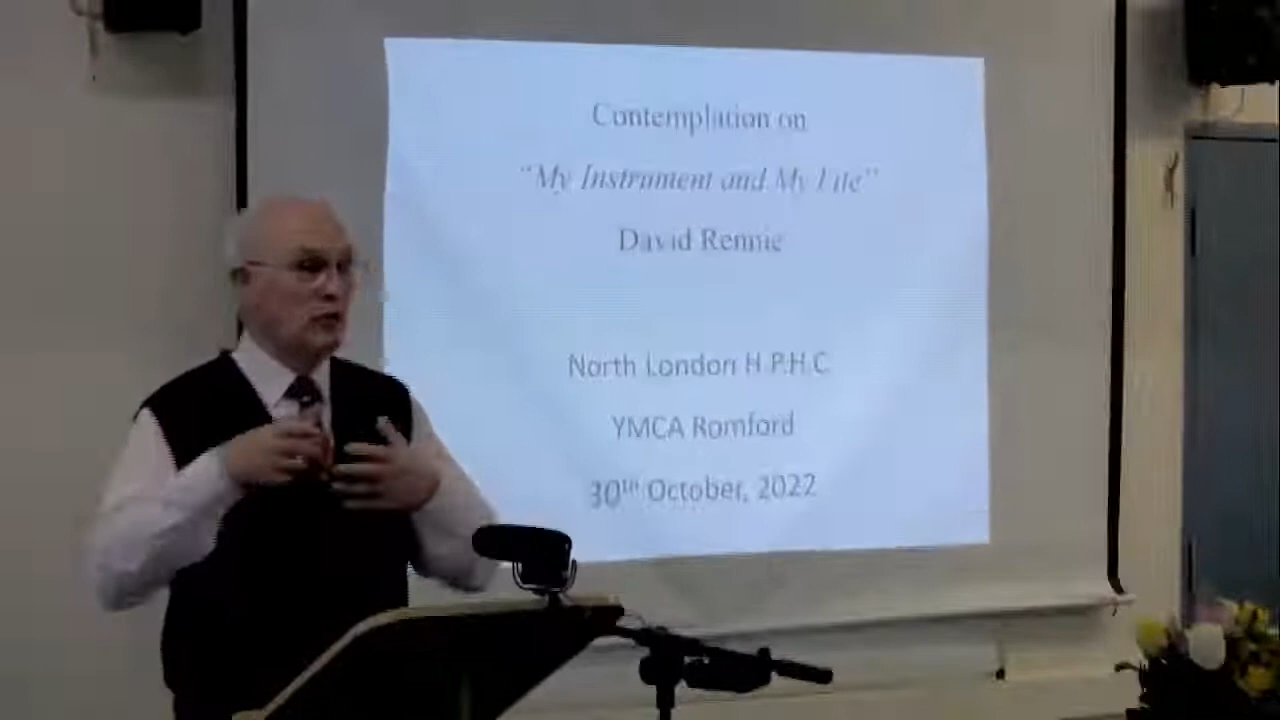 Contemplation on
“My Instrument and My Life”
David Rennie
North London H P.H.C
YMCA Romford
30th October, 2022